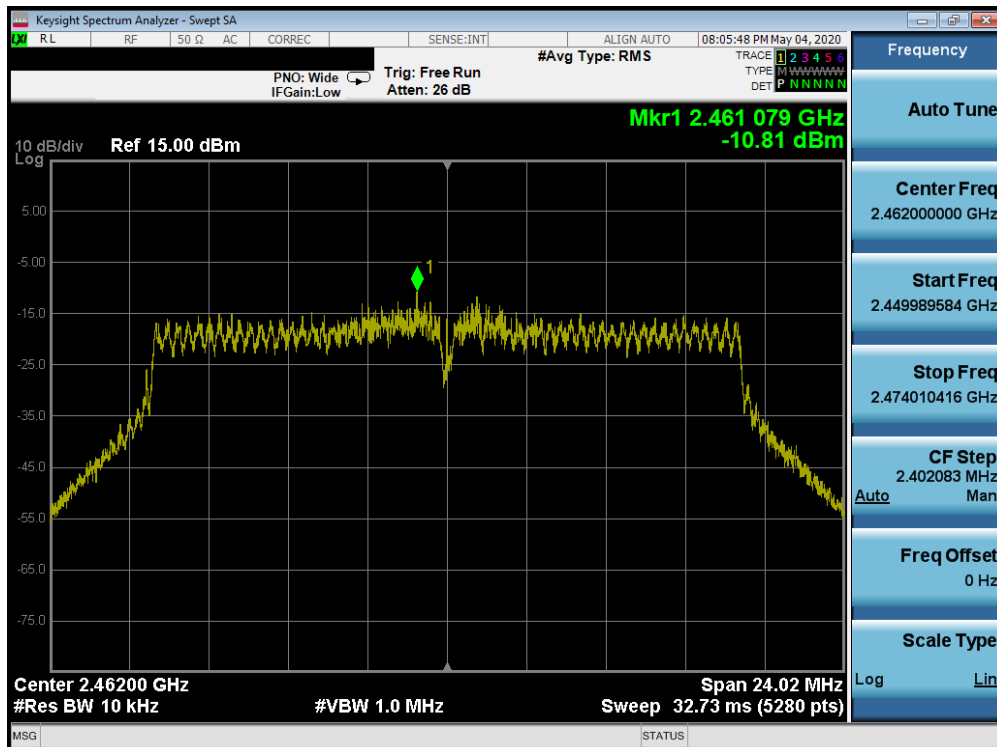 Keysight Spectrum Analyzer - Swept SA
LXI RL RF 50 Ω AC CORREC SENSE:INT ALIGN AUTO 08:05:48 PM May 04, 2020
#Avg Type: RMS
TRACE 1 2 3 4 5 6
PNO: Wide Trig: Free Run
TYPE M W W W W W
IFGain:Low Atten: 26 dB
DET P N N N N N
Mkr1 2.461 079 GHz
-10.81 dBm
10 dB/div Ref 15.00 dBm
Log
5.00
-5.00
1
-15.0
-25.0
-35.0
-45.0
-55.0
-65.0
-75.0
Center 2.46200 GHz Span 24.02 MHz
#Res BW 10 kHz #VBW 1.0 MHz Sweep 32.73 ms (5280 pts)
MSG STATUS
Frequency
Auto Tune
Center Freq
2.462000000 GHz
Start Freq
2.449989584 GHz
Stop Freq
2.474010416 GHz
CF Step
2.402083 MHz
Auto Man
Freq Offset
0 Hz
Scale Type
Log Lin